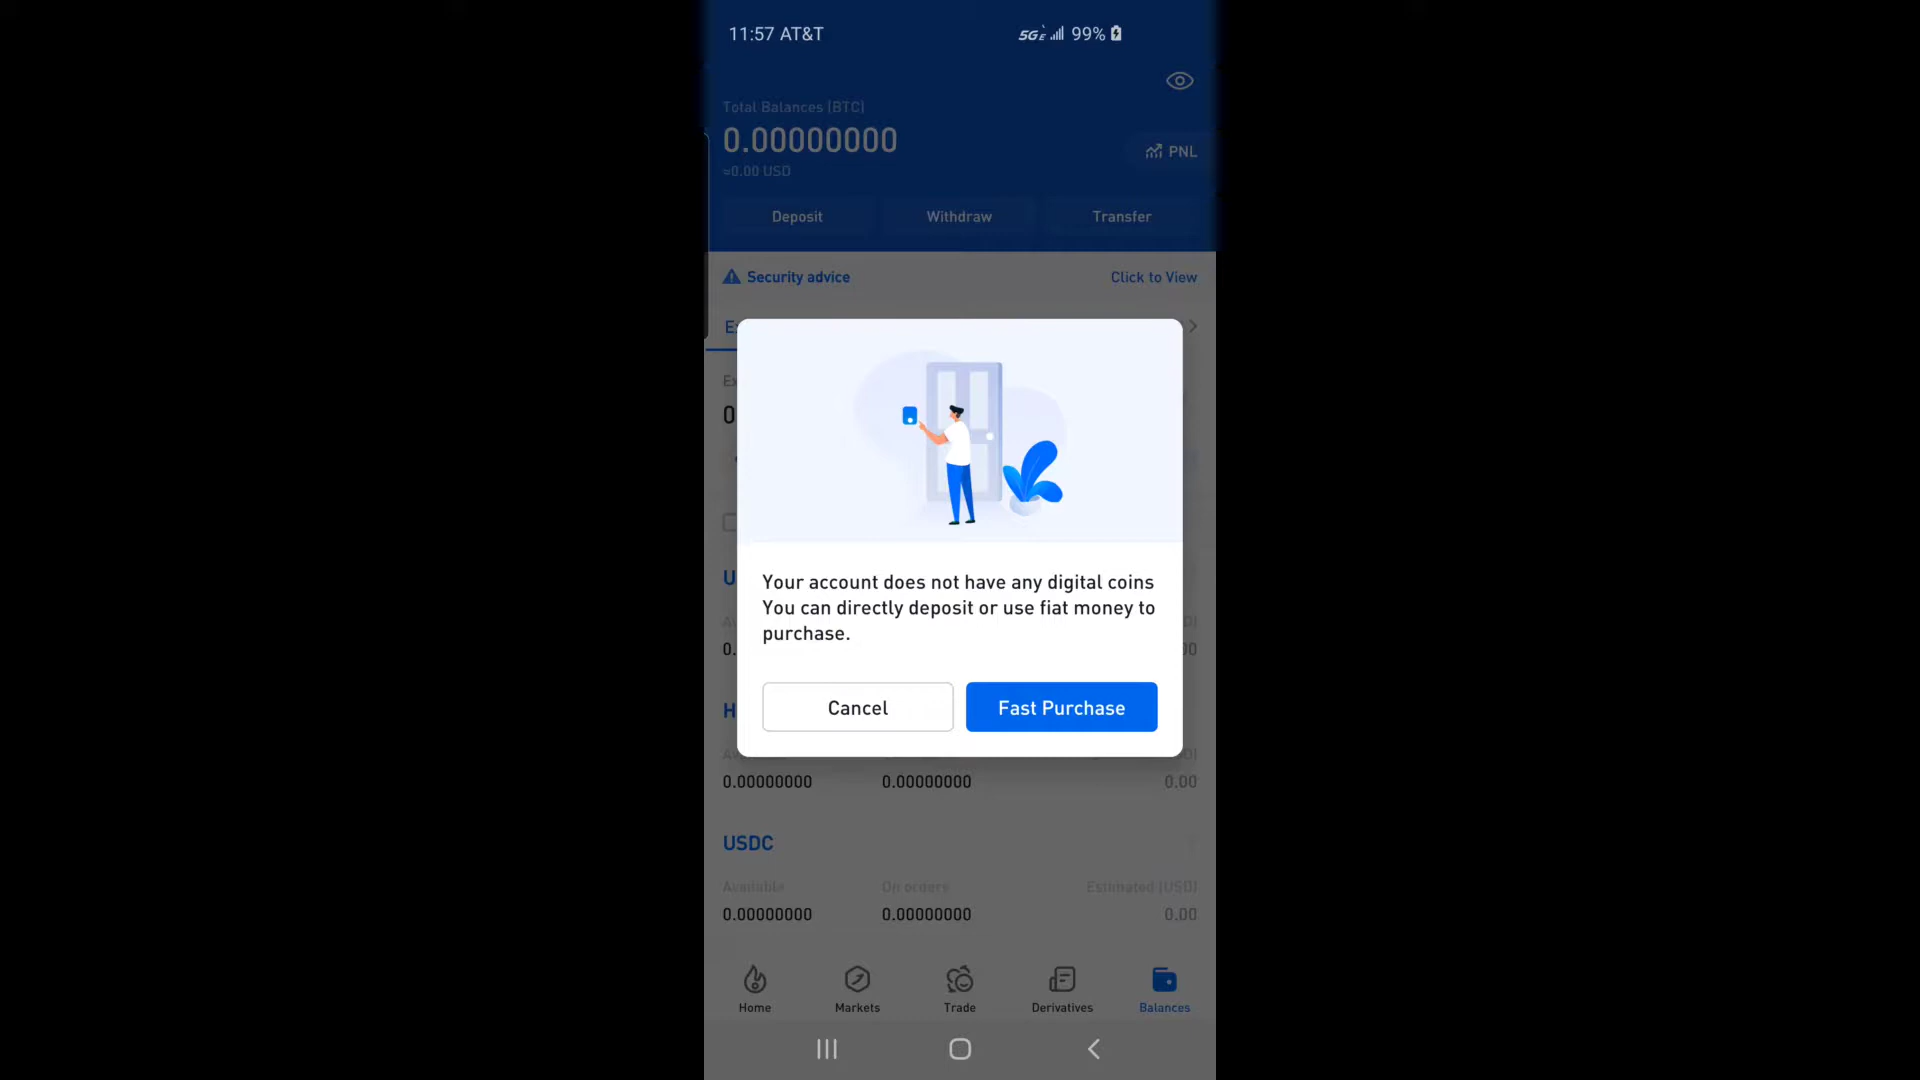 11:57 AT&T 5GE 99%
Total Balances (BTC)
0.00000000
≈0.00 USD
PNL
Deposit Withdraw Transfer
Security advice Click to View
Your account does not have any digital coins
You can directly deposit or use fiat money to
purchase.
Cancel Fast Purchase
0.00000000 0.00000000 0.00
USDC
Available On orders Estimated (USD)
0.00000000 0.00000000 0.00
Home Markets Trade Derivatives Balances